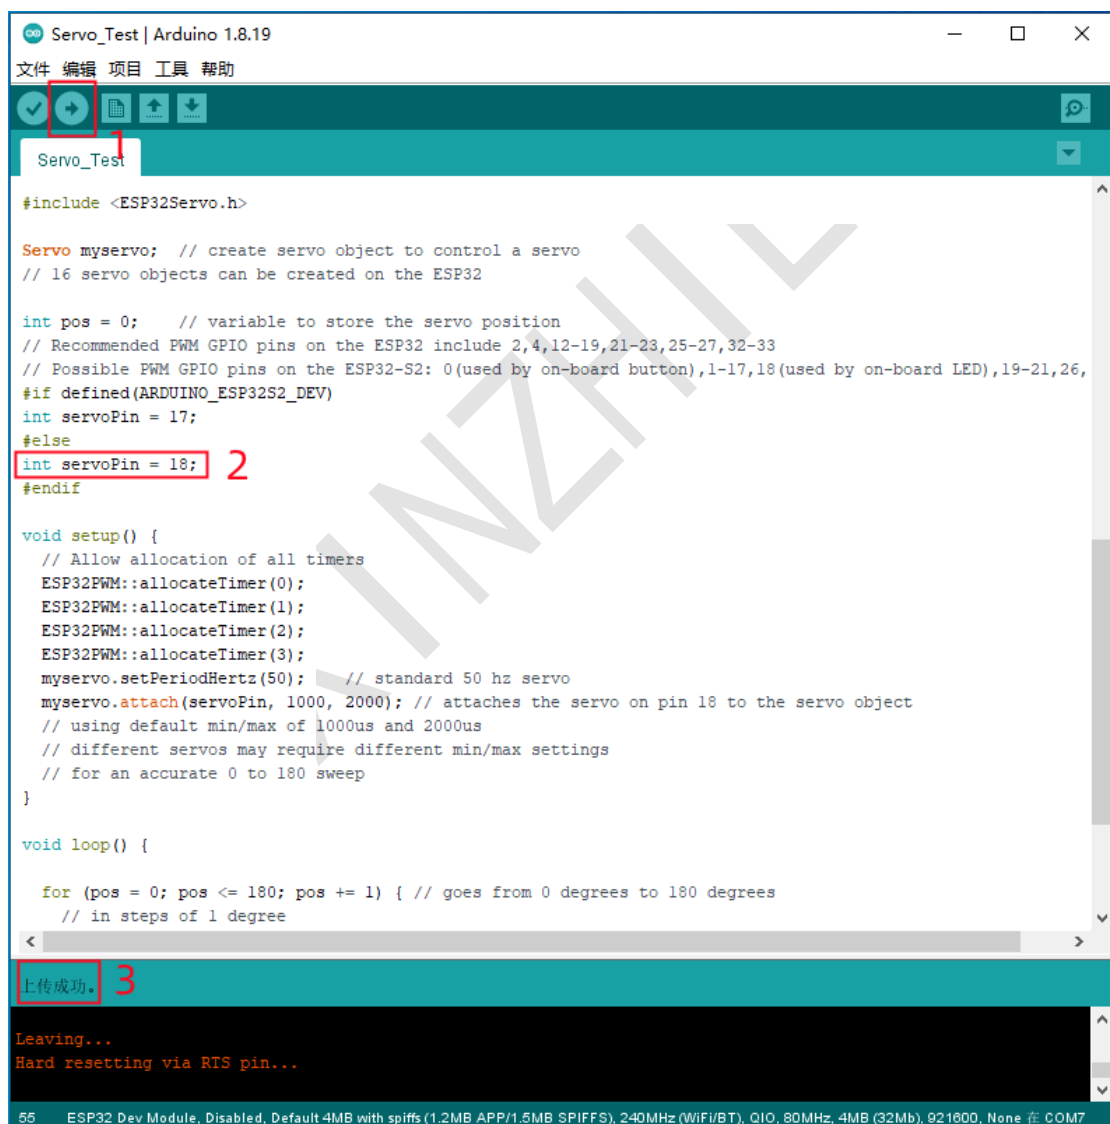 Servo_Test | Arduino 1.8.19
文件 编辑 项目 工具 帮助
1
Servo_Test
#include <ESP32Servo.h>
Servo myservo;  // create servo object to control a servo
// 16 servo objects can be created on the ESP32
int pos = 0;    // variable to store the servo position
// Recommended PWM GPIO pins on the ESP32 include 2,4,12-19,21-23,25-27,32-33
// Possible PWM GPIO pins on the ESP32-S2: 0(used by on-board button),1-17,18(used by on-board LED),19-21,26,
#if defined(ARDUINO_ESP32S2_DEV)
int servoPin = 17;
#else
int servoPin = 18; 2
#endif
void setup() {
  // Allow allocation of all timers
  ESP32PWM::allocateTimer(0);
  ESP32PWM::allocateTimer(1);
  ESP32PWM::allocateTimer(2);
  ESP32PWM::allocateTimer(3);
  myservo.setPeriodHertz(50);    // standard 50 hz servo
  myservo.attach(servoPin, 1000, 2000); // attaches the servo on pin 18 to the servo object
  // using default min/max of 1000us and 2000us
  // different servos may require different min/max settings
  // for an accurate 0 to 180 sweep
}
void loop() {
  for (pos = 0; pos <= 180; pos += 1) { // goes from 0 degrees to 180 degrees
    // in steps of 1 degree
上传成功。 3
Leaving...
Hard resetting via RTS pin...
55 ESP32 Dev Module, Disabled, Default 4MB with spiffs (1.2MB APP/1.5MB SPIFFS), 240MHz (WiFi/BT), QIO, 80MHz, 4MB (32Mb), 921600, None 在 COM7